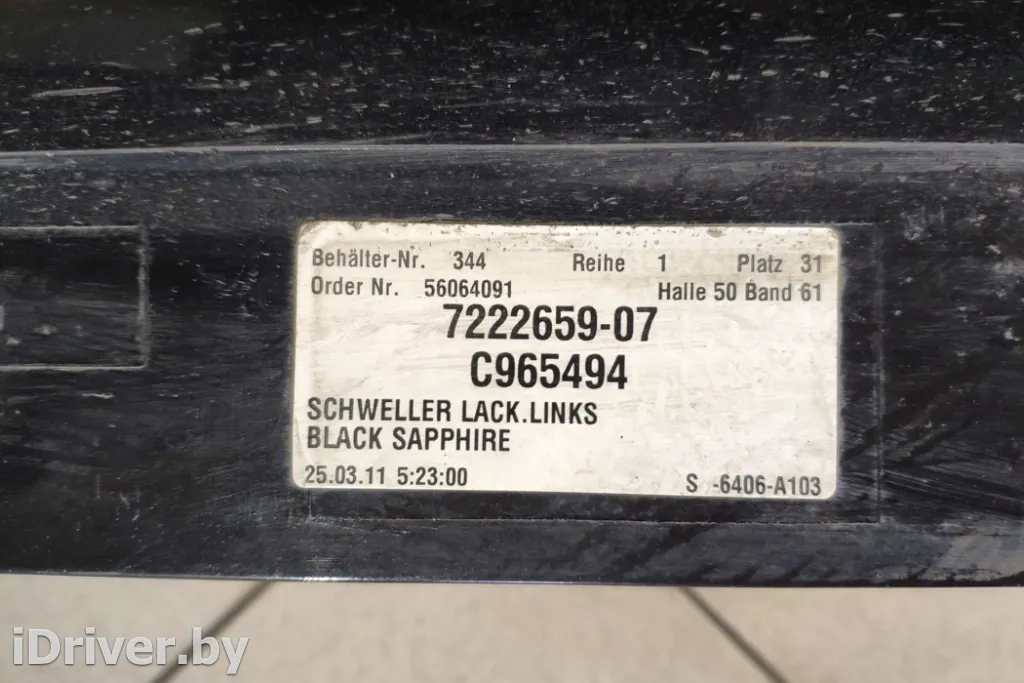 Behälter-Nr. 344 Reihe 1 Platz 31
Order Nr. 56064091 Halle 50 Band 61
7222659-07
C965494
SCHWELLER LACK.LINKS
BLACK SAPPHIRE
25.03.11 5:23:00 S -6406-A103
iDriver.by